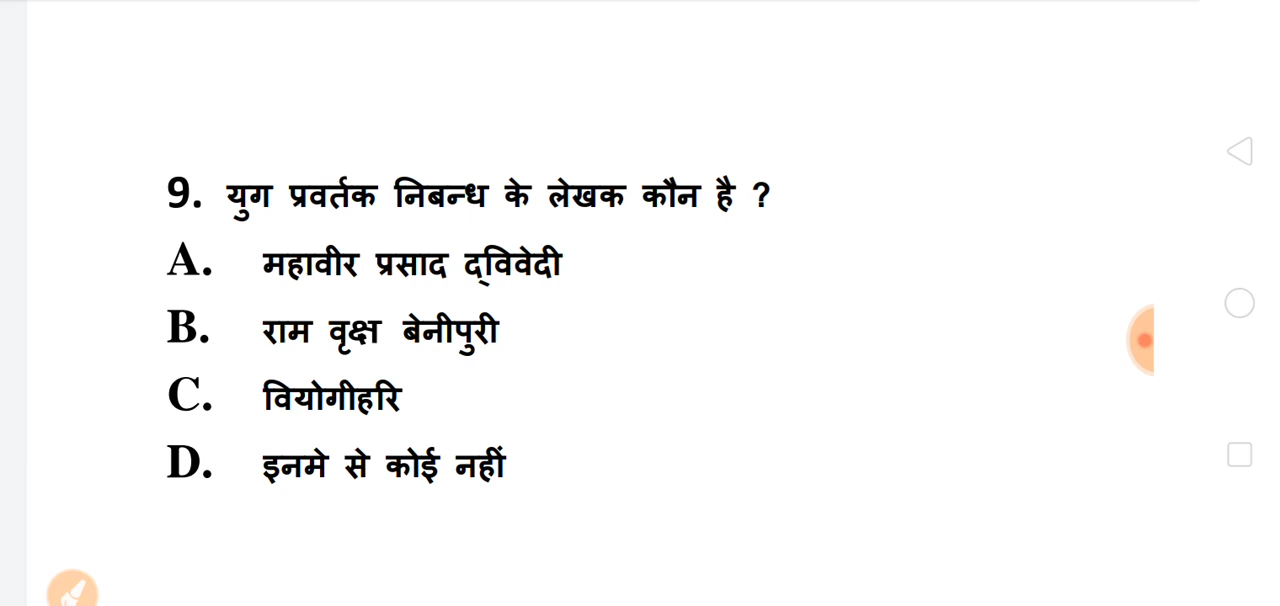 9. युग प्रवर्तक निबन्ध के लेखक कौन है ?
A. महावीर प्रसाद द्विवेदी
B. राम वृक्ष बेनीपुरी
C. वियोगीहरि
D. इनमे से कोई नहीं